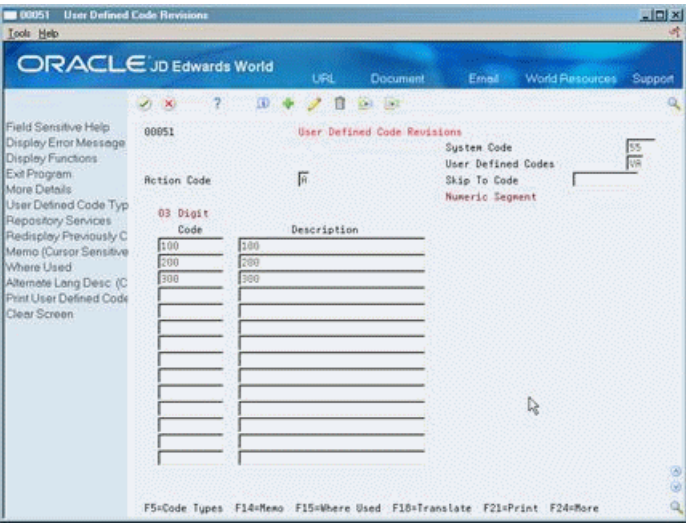 00051 User Defined Code Revisions
Tools Help
ORACLE JD Edwards World
URL Document Email World Resources Support
Field Sensitive Help
Display Error Message
Display Functions
Exit Program
More Details
User Defined Code Typ
Repository Services
Redisplay Previously C
Memo (Cursor Sensitive
Where Used
Alternate Lang Desc (C
Print User Defined Code
Clear Screen
00051 User Defined Code Revisions
System Code 55
User Defined Codes VA
Action Code A Skip To Code
Numeric Segment
03 Digit
Code Description
100 100
200 200
300 300
F5=Code Types F14=Memo F15=Where Used F18=Translate F21=Print F24=More